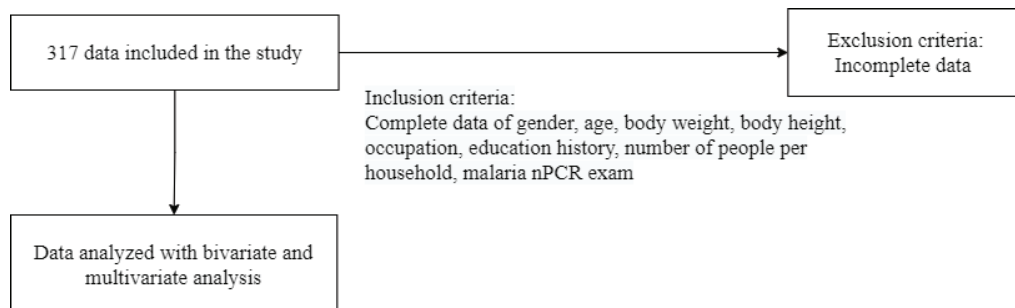 317 data included in the study
Exclusion criteria:
Incomplete data
Inclusion criteria:
Complete data of gender, age, body weight, body height,
occupation, education history, number of people per
household, malaria nPCR exam
Data analyzed with bivariate and
multivariate analysis